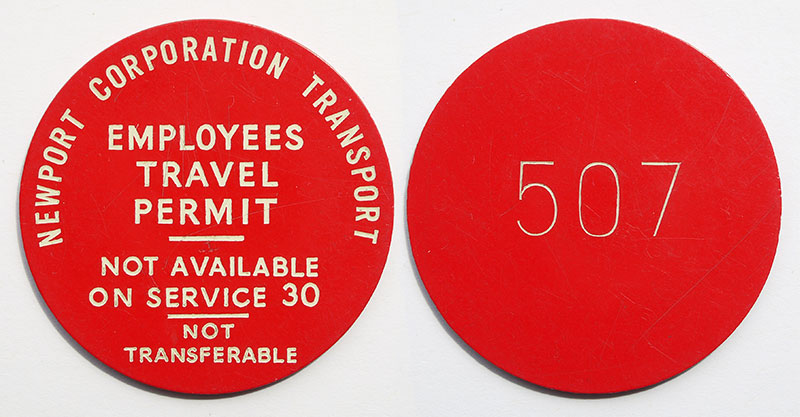 NEWPORT CORPORATION TRANSPORT
EMPLOYEES
TRAVEL
PERMIT
NOT AVAILABLE
ON SERVICE 30
NOT
TRANSFERABLE
507